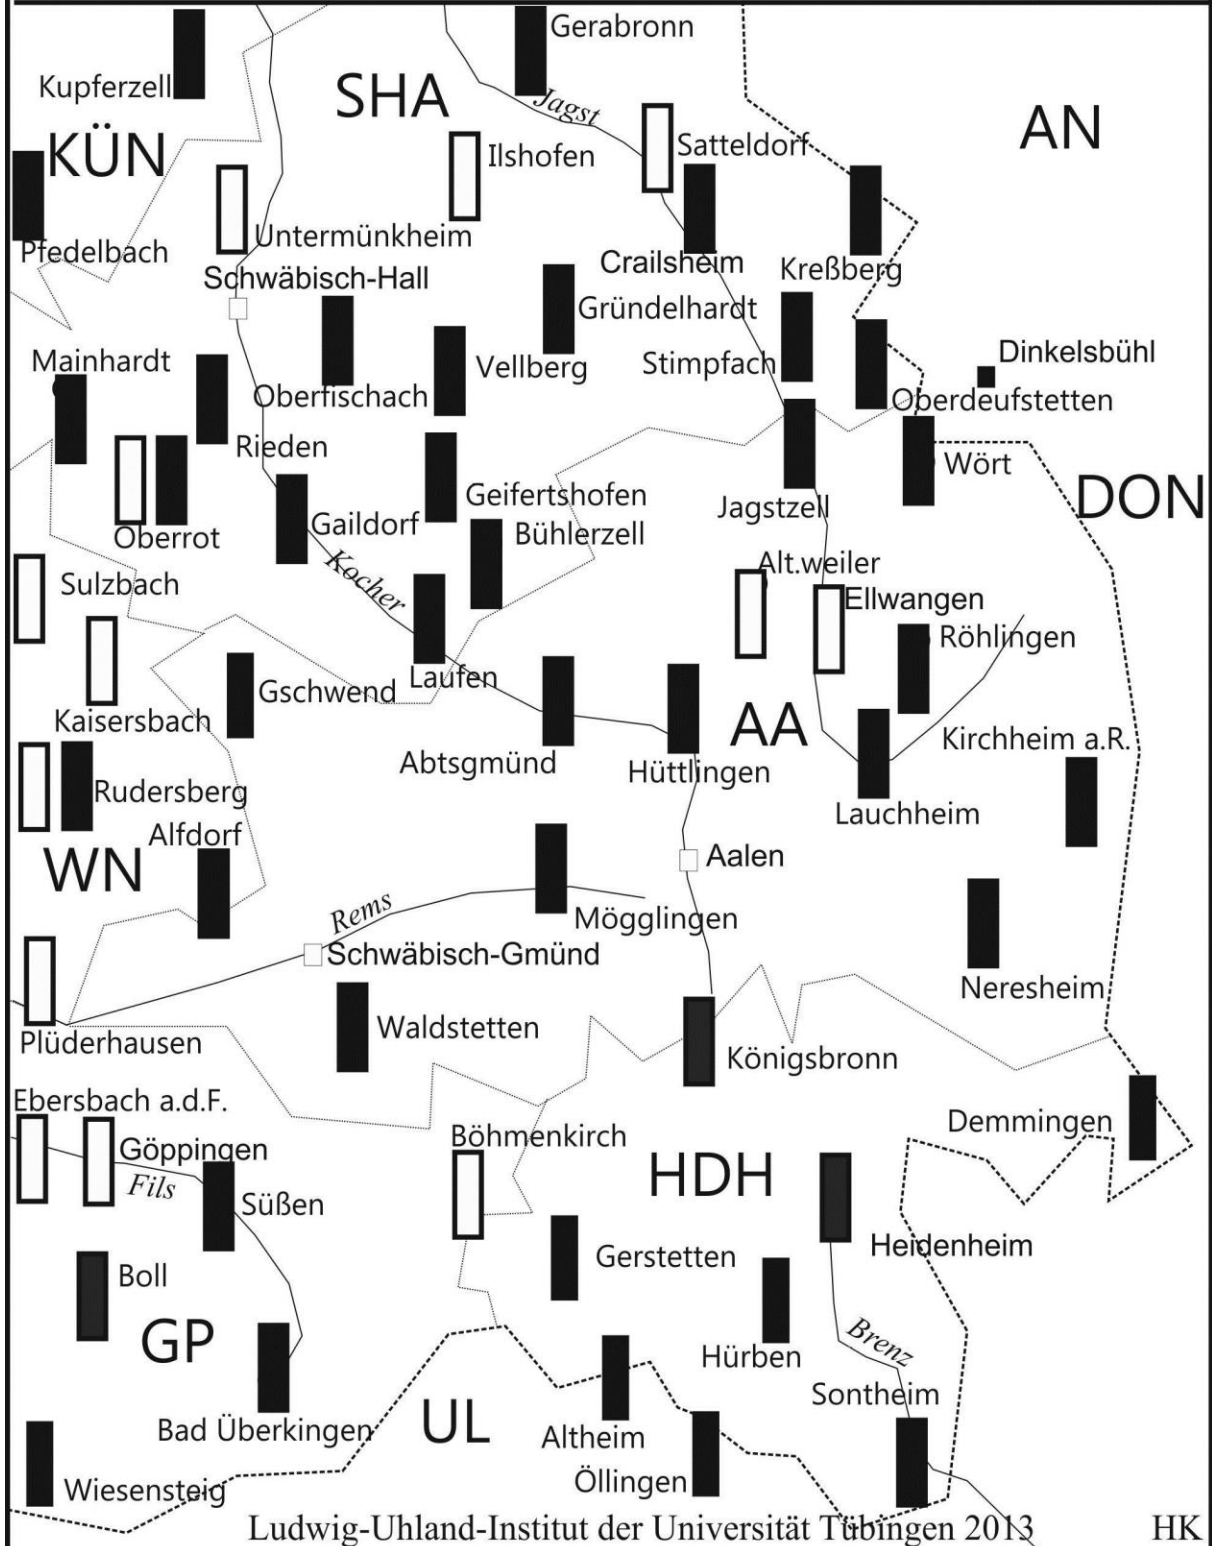 Gerabronn
Kupferzell
SHA
Jagst
AN
KÜN
Ilshofen
Satteldorf
Pfedelbach
Untermünkheim
Crailsheim
Kreßberg
Schwäbisch-Hall
Gründelhardt
Mainhardt
Vellberg
Stimpfach
Dinkelsbühl
Oberfischach
Oberdeufstetten
Rieden
Wört
Geifertshofen
DON
Jagstzell
Gaildorf
Bühlerzell
Oberrot
Alt.weiler
Sulzbach
Kocher
Ellwangen
Röhlingen
Laufen
Gschwend
Kaisersbach
AA
Kirchheim a.R.
Abtsgmünd
Hüttlingen
Rudersberg
Lauchheim
Alfdorf
WN
Aalen
Rems
Mögglingen
Schwäbisch-Gmünd
Neresheim
Waldstetten
Plüderhausen
Königsbronn
Ebersbach a.d.F.
Demmingen
Böhmenkirch
Göppingen
HDH
Fils
Süßen
Heidenheim
Gerstetten
Boll
GP
Brenz
Hürben
Sontheim
Bad Überkingen
UL
Altheim
Öllingen
Wiesensteig
Ludwig-Uhland-Institut der Universität Tübingen 2013
HK